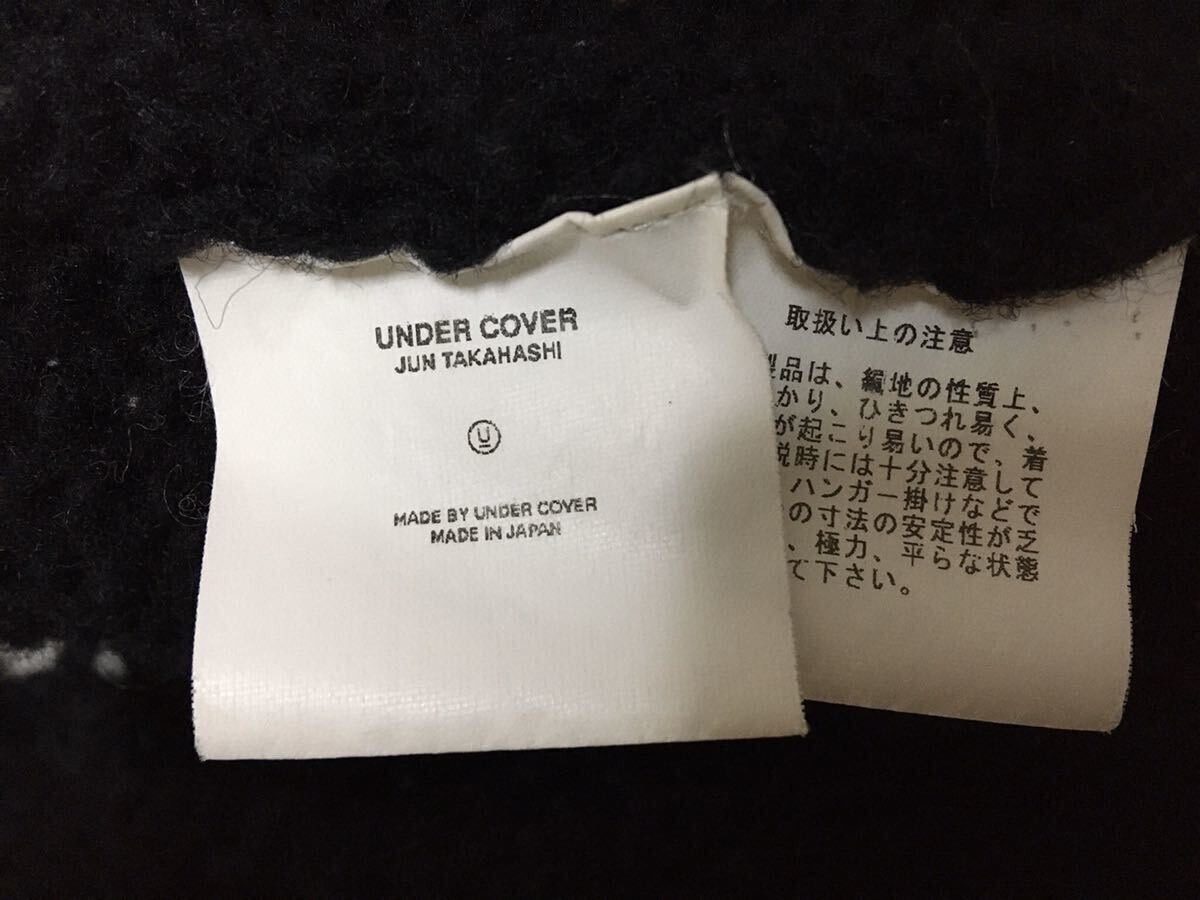 UNDER COVER
JUN TAKAHASHI
U
MADE BY UNDER COVER
MADE IN JAPAN
取扱い上の注意
品は、編地の性質上、
かり、ひきつれ易く、
が起こり易いので、着
脱時には十分注意して
ハンガー掛けなどで
の寸法の安定性が乏
、極力、平らな状態
て下さい。